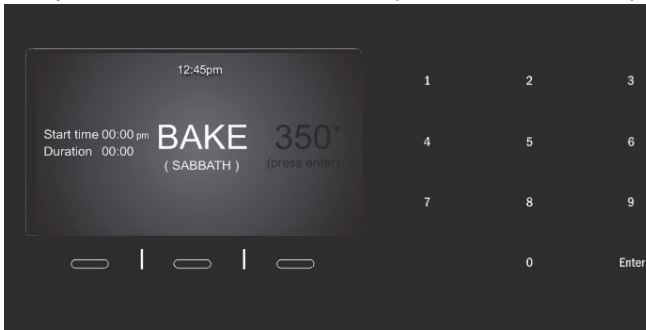 12:45pm
Start time 00:00 pm BAKE 350°
Duration 00:00
( SABBATH ) (press enter)
1 2 3
4 5 6
7 8 9
0 Enter